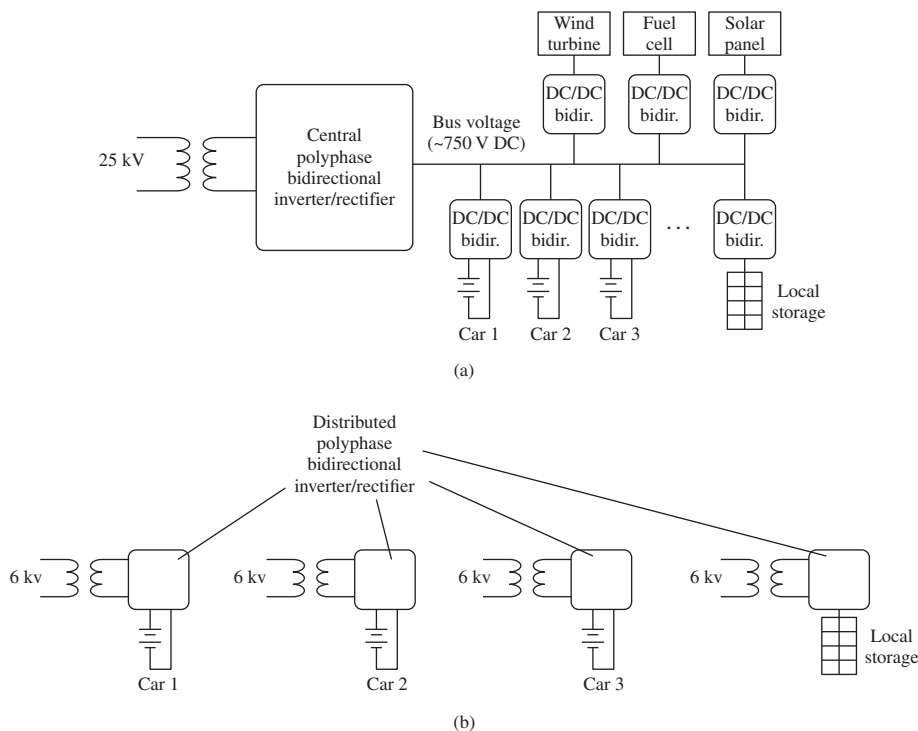 Wind
turbine
Fuel
cell
Solar
panel
DC/DC
bidir.
DC/DC
bidir.
DC/DC
bidir.
Bus voltage
(~750 V DC)
25 kV
Central
polyphase
bidirectional
inverter/rectifier
DC/DC
bidir.
DC/DC
bidir.
DC/DC
bidir.
...
DC/DC
bidir.
Local
storage
Car 1
Car 2
Car 3
(a)
Distributed
polyphase
bidirectional
inverter/rectifier
6 kv
6 kv
6 kv
6 kv
Local
storage
Car 1
Car 2
Car 3
(b)